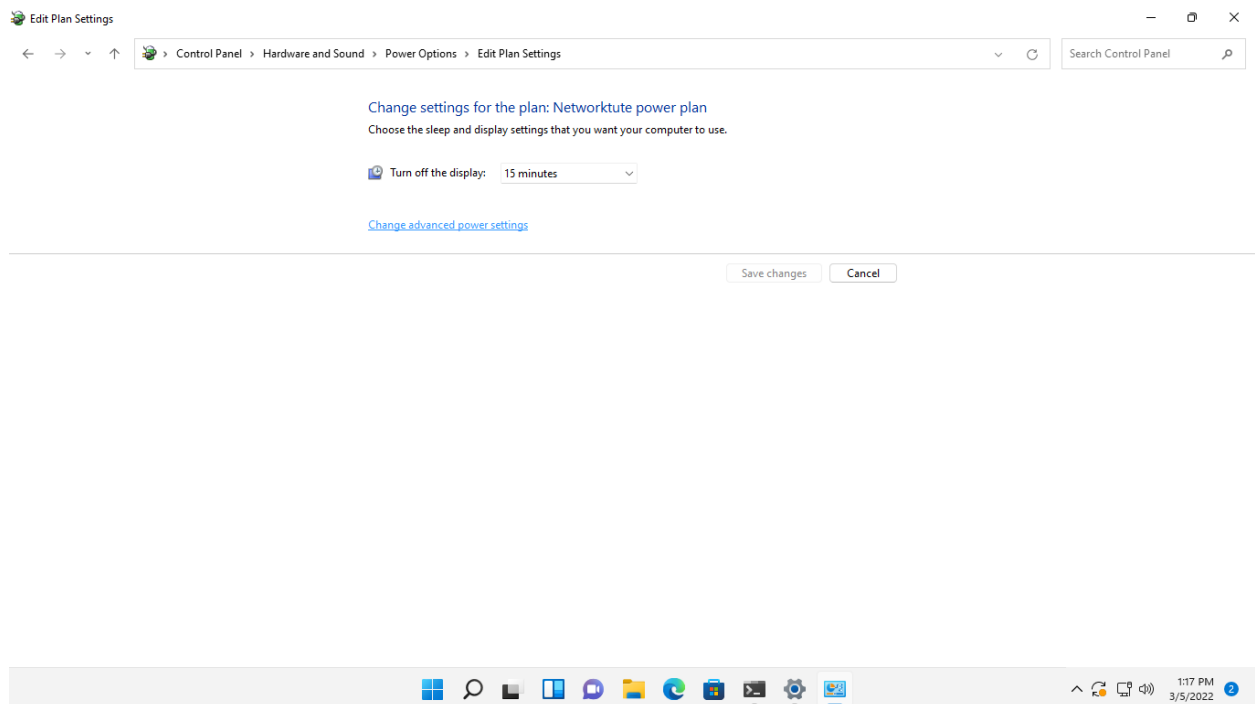 Edit Plan Settings
Control Panel > Hardware and Sound > Power Options > Edit Plan Settings
Search Control Panel
Change settings for the plan: Networktute power plan
Choose the sleep and display settings that you want your computer to use.
Turn off the display: 15 minutes
Change advanced power settings
Save changes Cancel
1:17 PM
3/5/2022 2